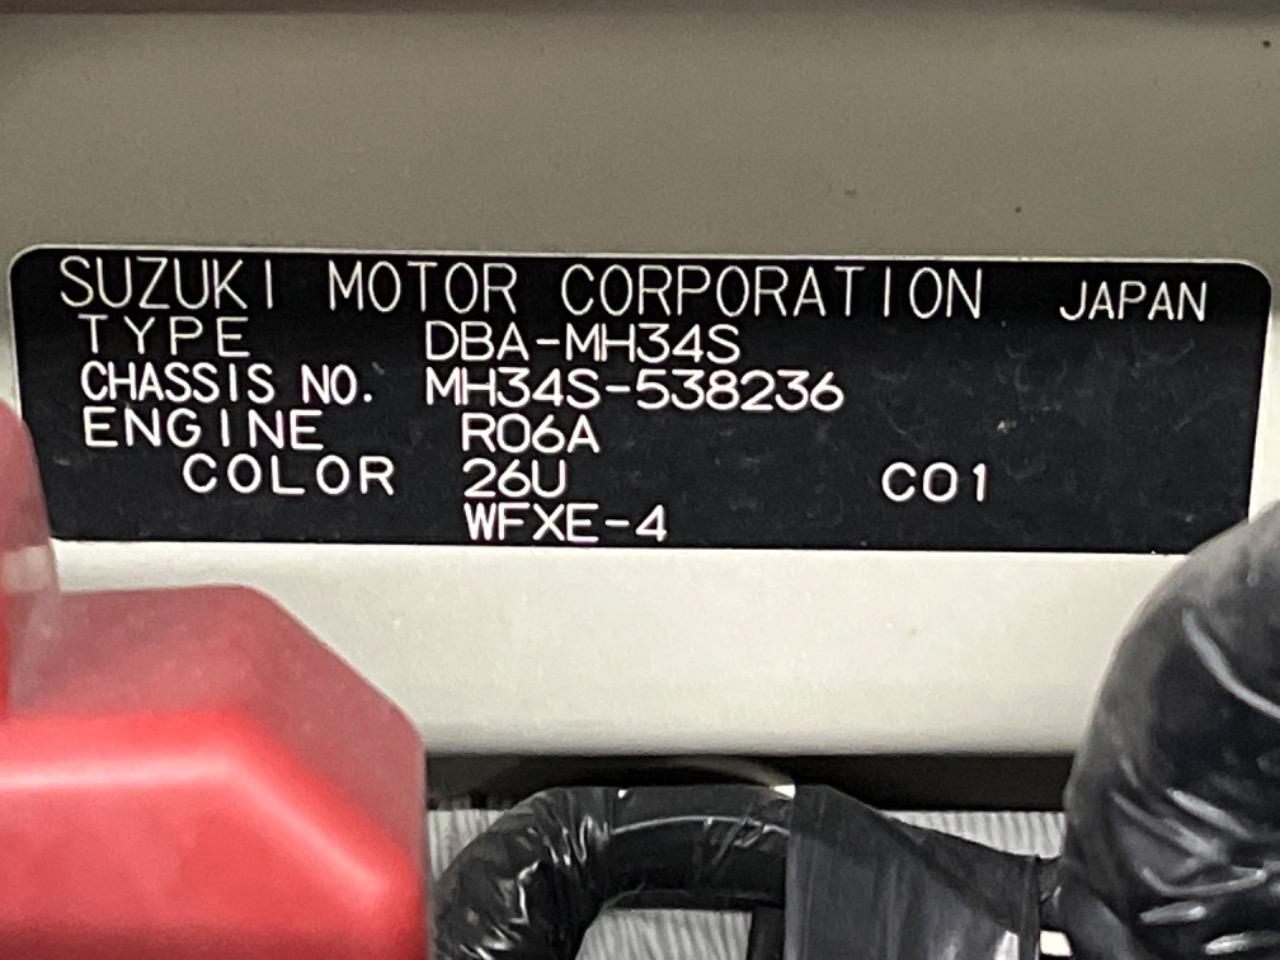 SUZUKI MOTOR CORPORATION JAPAN
TYPE DBA-MH34S
CHASSIS NO. MH34S-538236
ENGINE R06A
COLOR 26U C01
WFXE-4